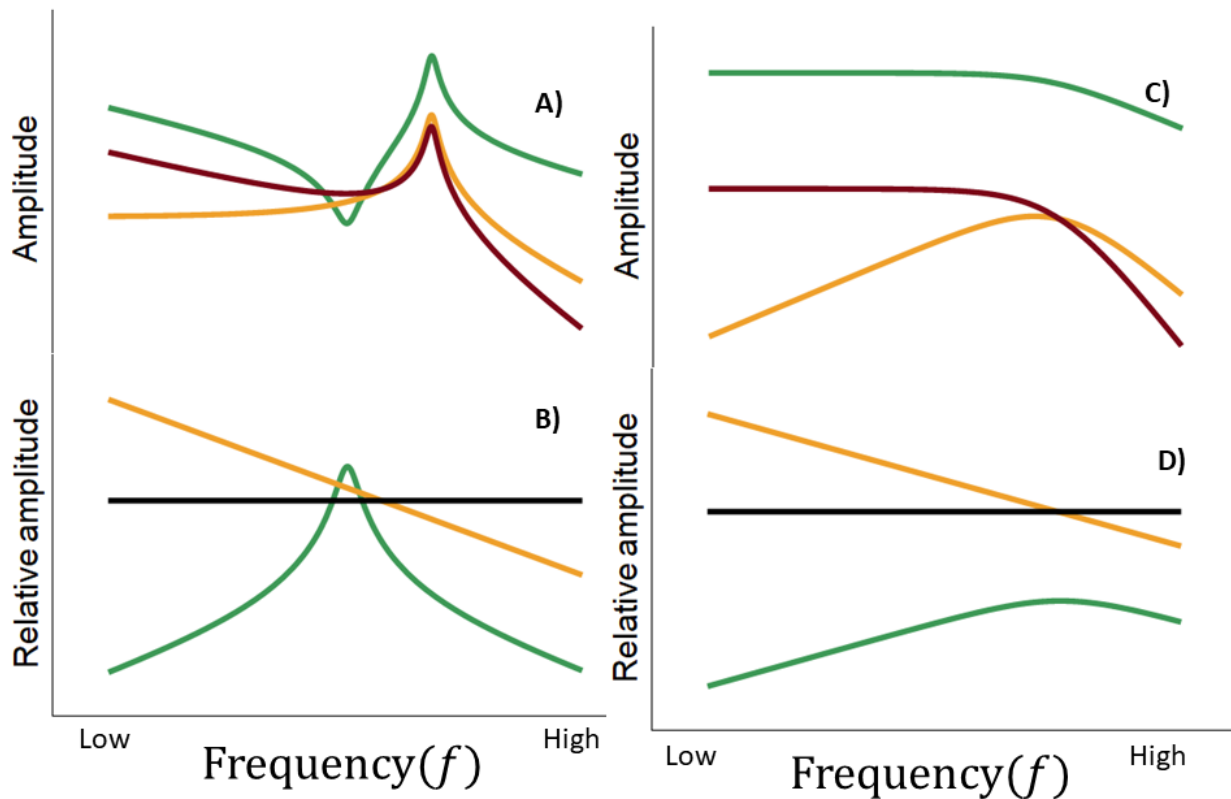 Amplitude
A)
Amplitude
C)
Relative amplitude
B)
Relative amplitude
D)
Low
High
Frequency(f)
Low
High
Frequency(f)